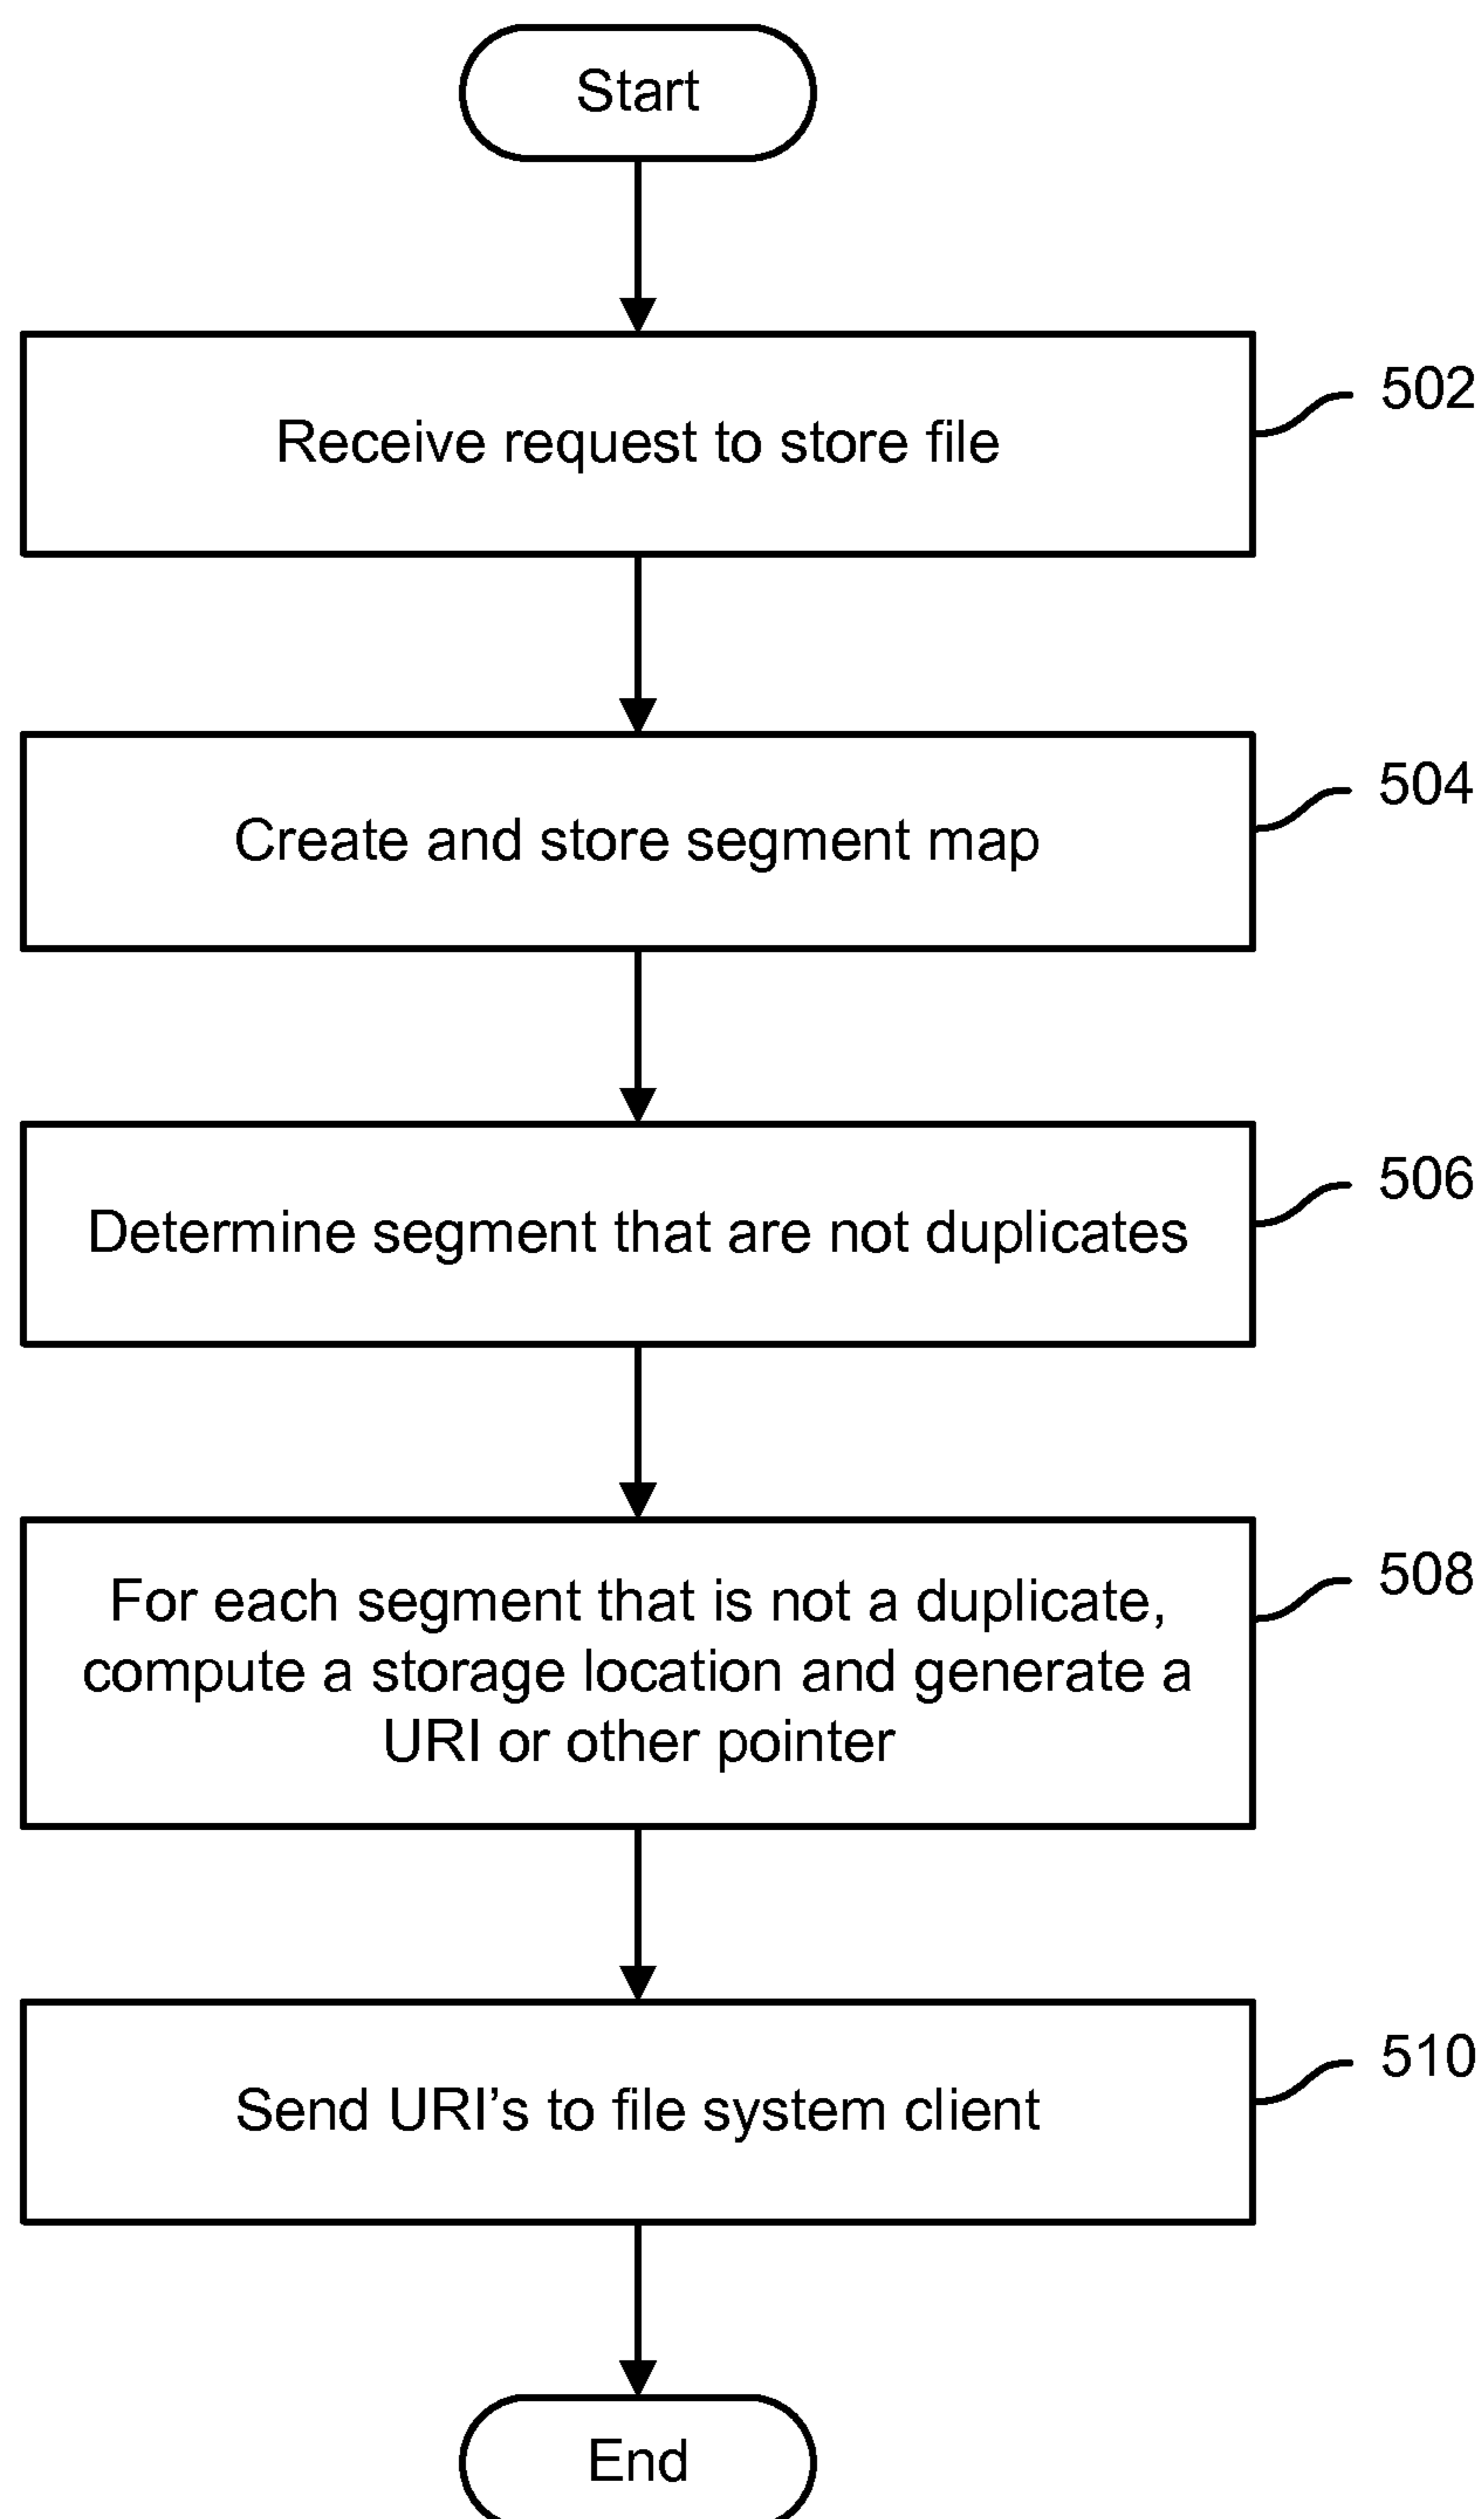 Start
Receive request to store file
502
Create and store segment map
504
Determine segment that are not duplicates
506
For each segment that is not a duplicate,
compute a storage location and generate a
URI or other pointer
508
Send URI’s to file system client
510
End